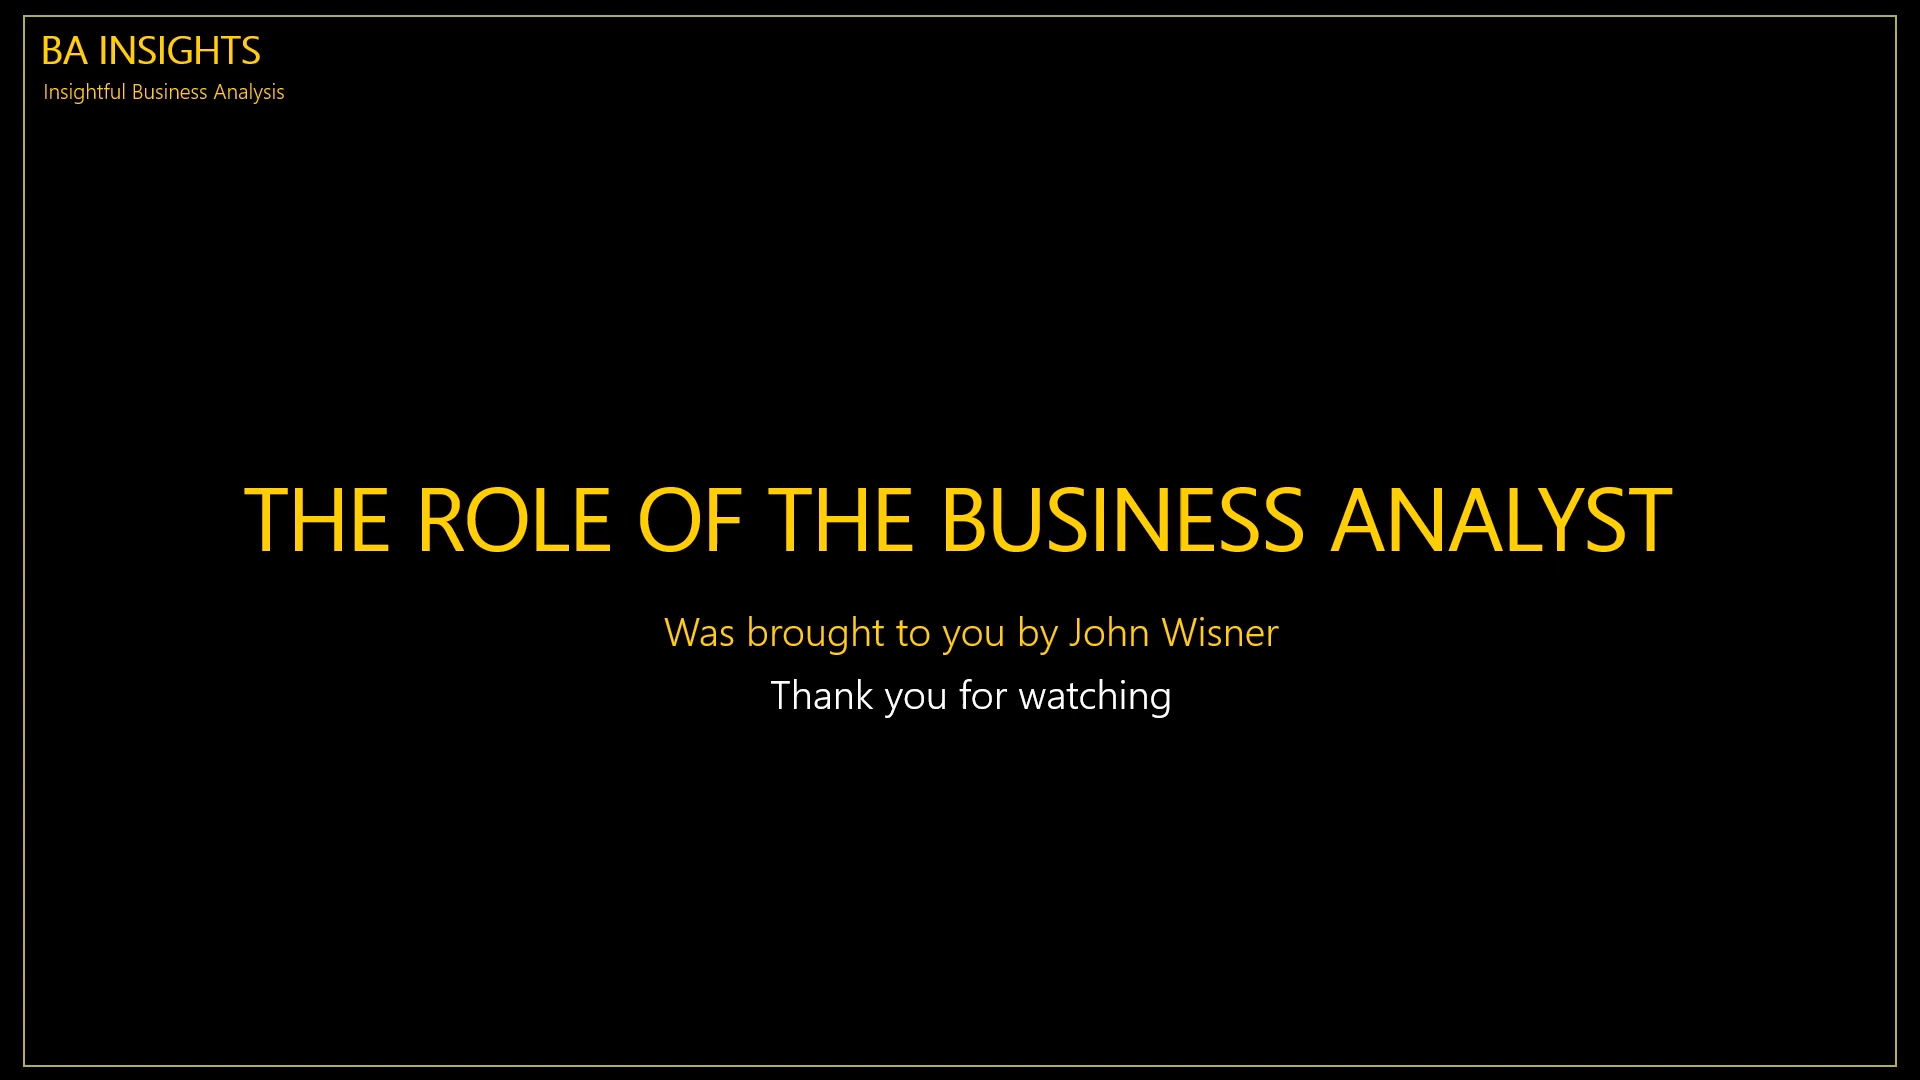 BA INSIGHTS
Insightful Business Analysis
THE ROLE OF THE BUSINESS ANALYST
Was brought to you by John Wisner
Thank you for watching